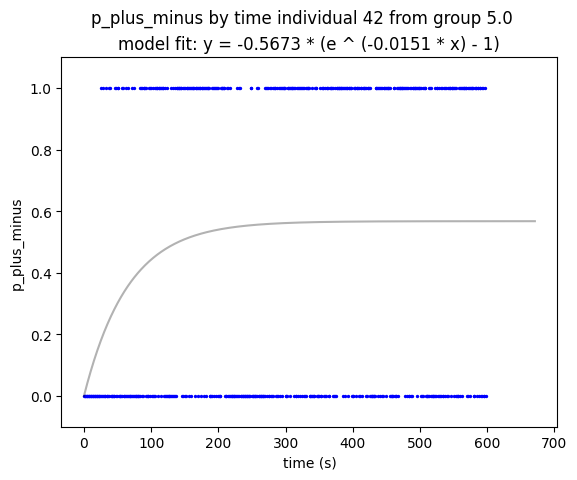 p_plus_minus by time individual 42 from group 5.0
model fit: y = -0.5673 * (e ^ (-0.0151 * x) - 1)
1.0
0.8
0.6
0.4
0.2
0.0
p_plus_minus
0 100 200 300 400 500 600 700
time (s)